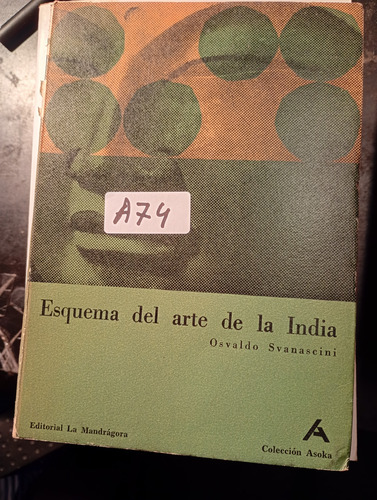 A74
Esquema del arte de la India
Osvaldo Svanascini
Editorial La Mandrágora
Colección Asoka